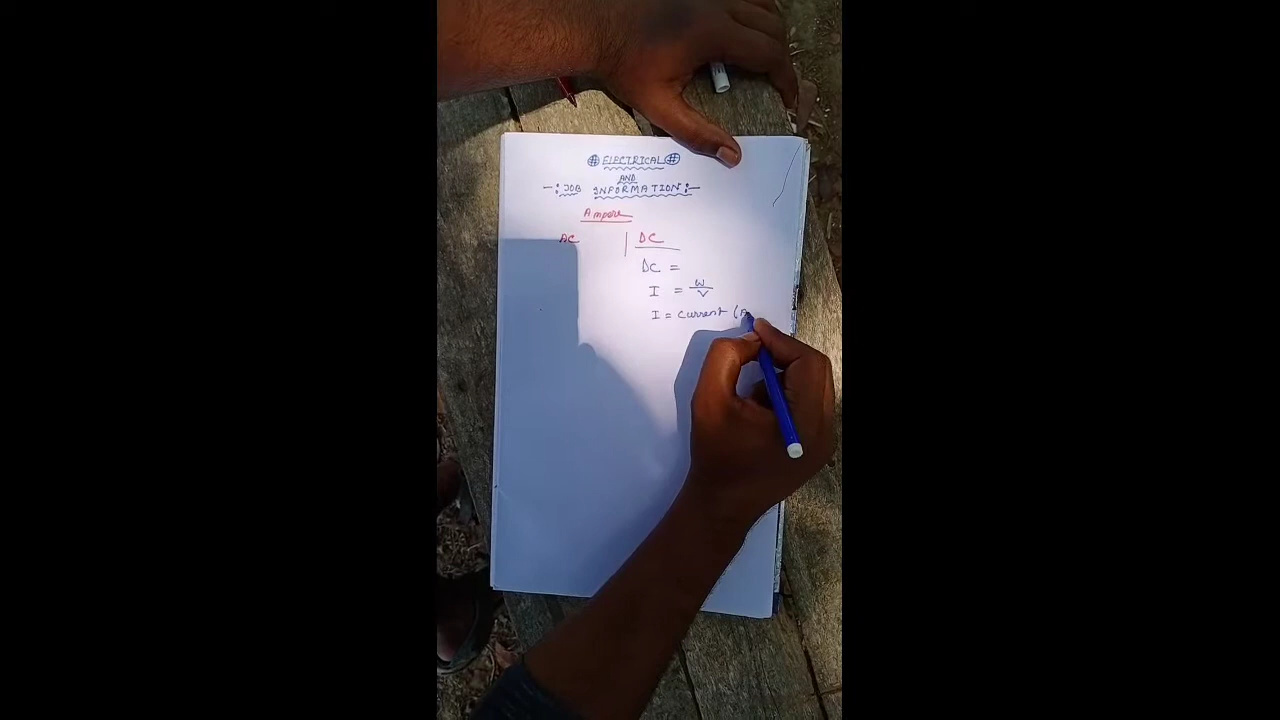 # ELECTRICAL #
AND
-: JOB INFORMATION :-
Ampere
AC | DC
DC =
I = W/V
I = Current (A